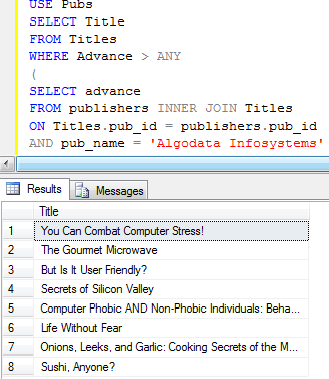 USE Pubs
SELECT Title
FROM Titles
WHERE Advance > ANY
(
SELECT advance
FROM publishers INNER JOIN Titles
ON Titles.pub_id = publishers.pub_id
AND pub_name = 'Algodata Infosystems'
Results Messages
Title
1 You Can Combat Computer Stress!
2 The Gourmet Microwave
3 But Is It User Friendly?
4 Secrets of Silicon Valley
5 Computer Phobic AND Non-Phobic Individuals: Beha...
6 Life Without Fear
7 Onions, Leeks, and Garlic: Cooking Secrets of the M...
8 Sushi, Anyone?